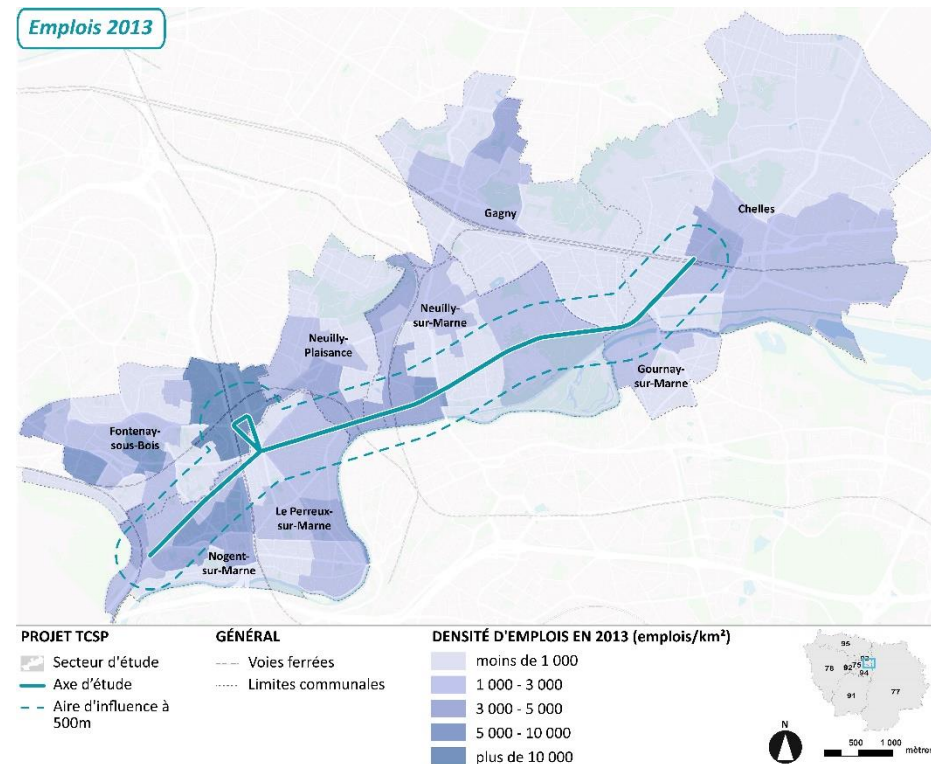 Emplois 2013
Gagny
Chelles
Neuilly-
sur-Marne
Neuilly-
Plaisance
Gournay-
sur-Marne
Fontenay-
sous-Bois
Le Perreux-
sur-Marne
Nogent-
sur-Marne
PROJET TCSP
Secteur d'étude
Axe d'étude
Aire d'influence à
500m
GÉNÉRAL
Voies ferrées
Limites communales
DENSITÉ D'EMPLOIS EN 2013 (emplois/km²)
moins de 1 000
1 000 - 3 000
3 000 - 5 000
5 000 - 10 000
plus de 10 000
95
93
78
92
75
94
91
77
N
500
1 000
mètres